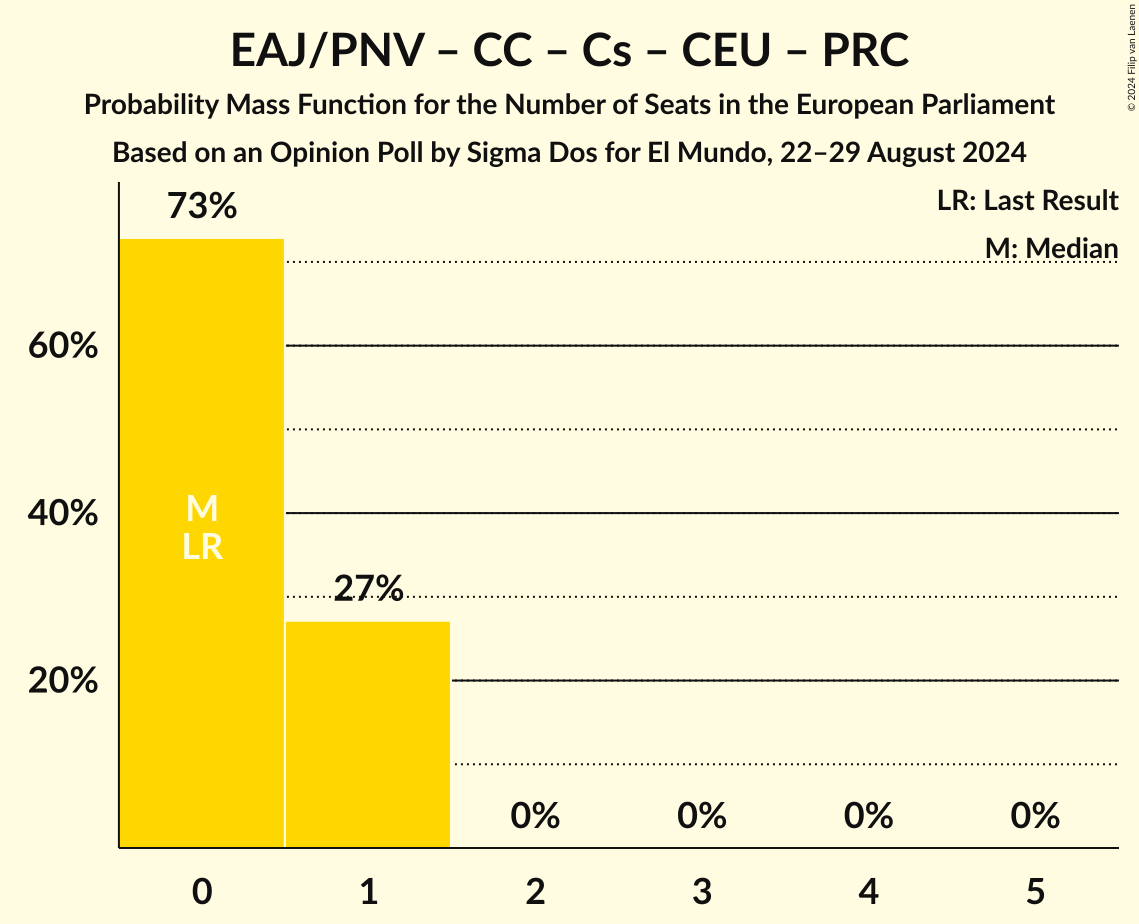 EAJ/PNV – CC – Cs – CEU – PRC
Probability Mass Function for the Number of Seats in the European Parliament
Based on an Opinion Poll by Sigma Dos for El Mundo, 22–29 August 2024
© 2024 Filip van Laenen
LR: Last Result
M: Median
73%
60%
40%
20%
M
LR
27%
0%
0%
0%
0%
0
1
2
3
4
5